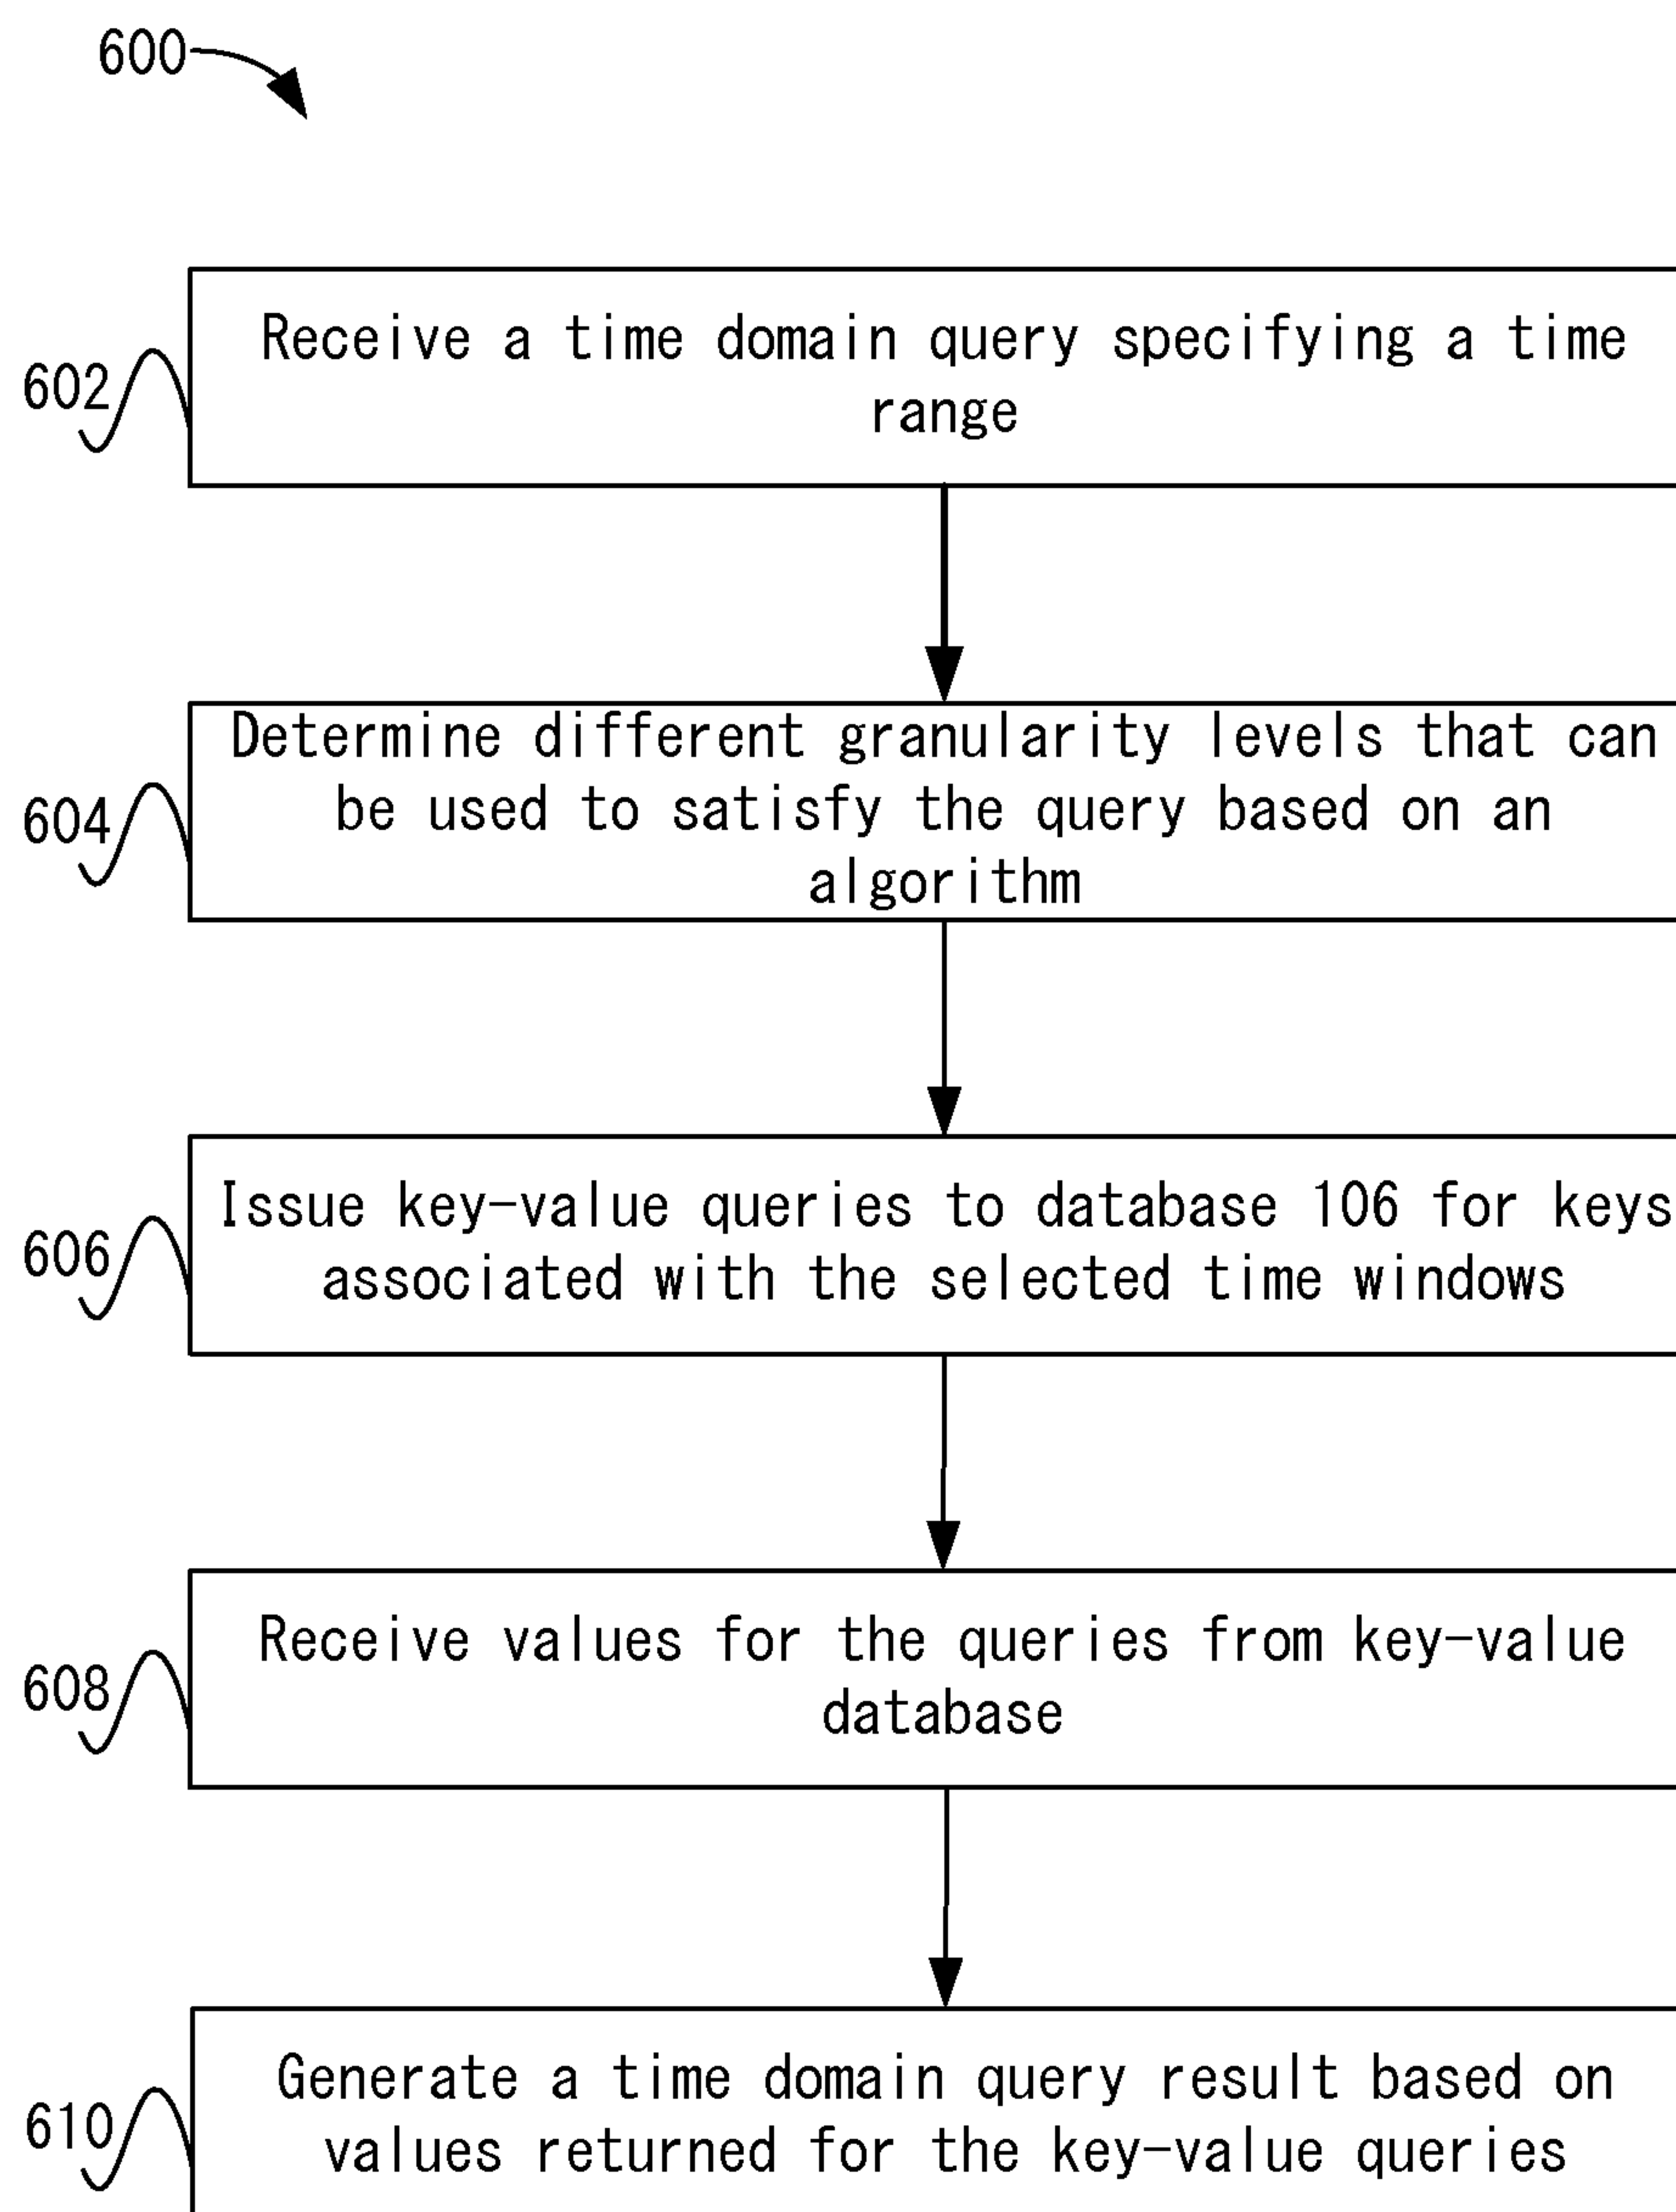 600
Receive a time domain query specifying a time
range
602
Determine different granularity levels that can
be used to satisfy the query based on an
algorithm
604
Issue key-value queries to database 106 for keys
associated with the selected time windows
606
Receive values for the queries from key-value
database
608
Generate a time domain query result based on
values returned for the key-value queries
610